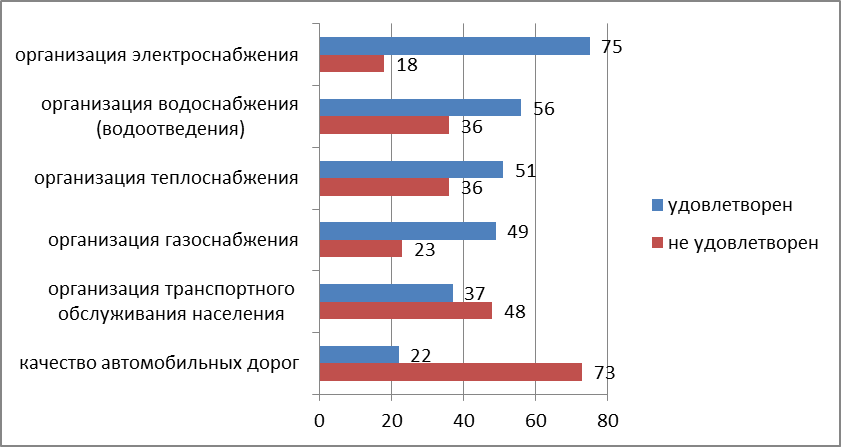 организация электроснабжения
75
18
организация водоснабжения
(водоотведения)
56
36
организация теплоснабжения
51
36
организация газоснабжения
49
23
организация транспортного
обслуживания населения
37
48
качество автомобильных дорог
22
73
0 20 40 60 80
удовлетворен
не удовлетворен